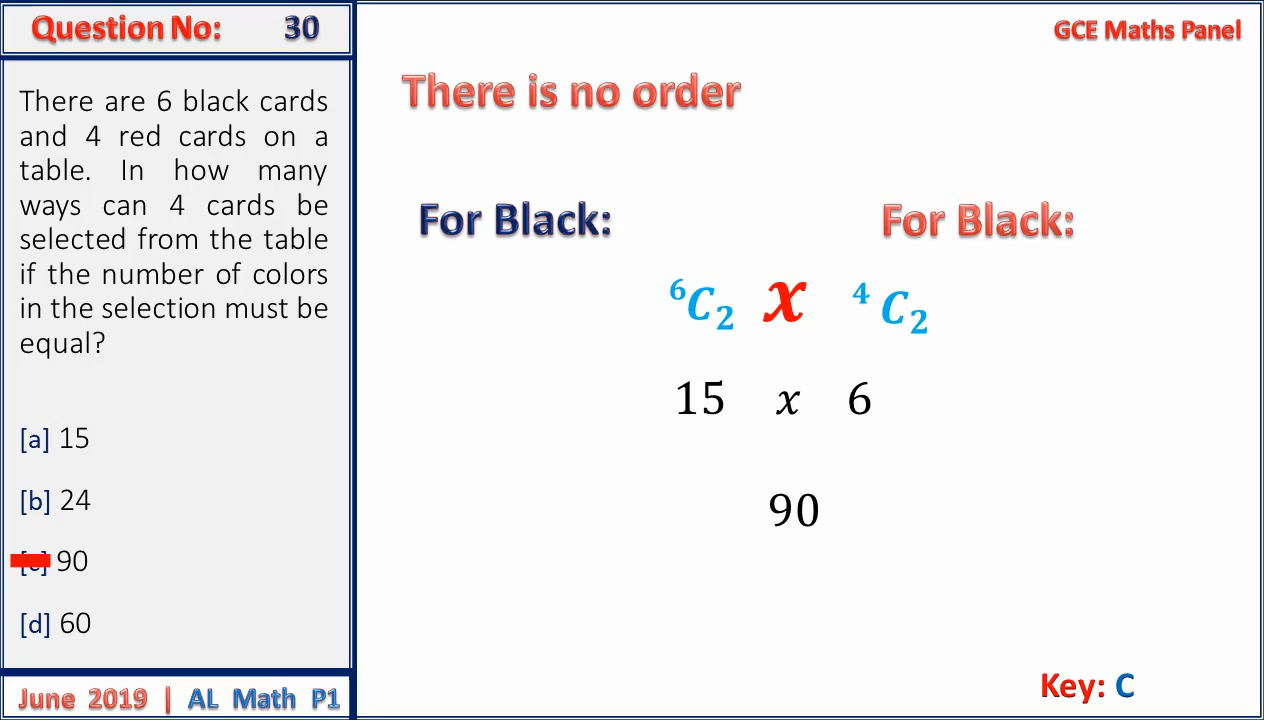 Question No: 30
GCE Maths Panel
There are 6 black cards
and 4 red cards on a
table. In how many
ways can 4 cards be
selected from the table
if the number of colors
in the selection must be
equal?
[a] 15
[b] 24
[c] 90
[d] 60
June 2019 | AL Math P1
There is no order
For Black: For Black:
⁶C₂ x ⁴C₂
15 x 6
90
Key: C